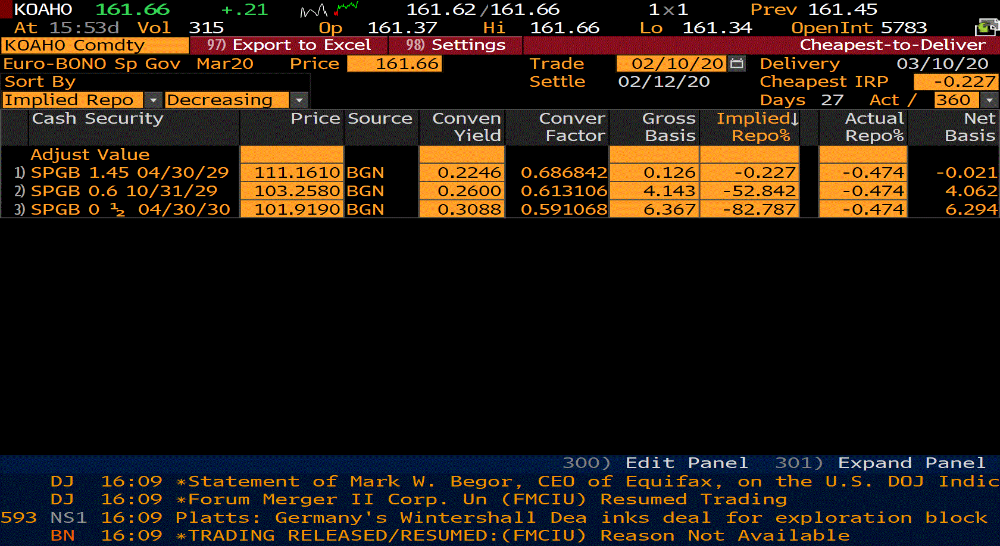 KOAHO 161.66 +.21 161.62/161.66 1x1 Prev 161.45
At 15:53d Vol 315 Op 161.37 Hi 161.66 Lo 161.34 OpenInt 5783
KOAHO Comdty 97) Export to Excel 98) Settings Cheapest-to-Deliver
Euro-BONO Sp Gov Mar20 Price 161.66 Trade 02/10/20 Delivery 03/10/20
Sort By Settle 02/12/20 Cheapest IRP -0.227
Implied Repo Decreasing Days 27 Act / 360
Cash Security Price Source Conven Conver Gross Implied↓ Actual Net
Yield Factor Basis Repo% Repo% Basis
Adjust Value
1) SPGB 1.45 04/30/29 111.1610 BGN 0.2246 0.686842 0.126 -0.227 -0.474 -0.021
2) SPGB 0.6 10/31/29 103.2580 BGN 0.2600 0.613106 4.143 -52.842 -0.474 4.062
3) SPGB 0 ½ 04/30/30 101.9190 BGN 0.3088 0.591068 6.367 -82.787 -0.474 6.294
300) Edit Panel 301) Expand Panel
DJ 16:09 *Statement of Mark W. Begor, CEO of Equifax, on the U.S. DOJ Indic
DJ 16:09 *Forum Merger II Corp. Un (FMCIU) Resumed Trading
593 NS1 16:09 Platts: Germany's Wintershall Dea inks deal for exploration block
BN 16:09 *TRADING RELEASED/RESUMED:(FMCIU) Reason Not Available